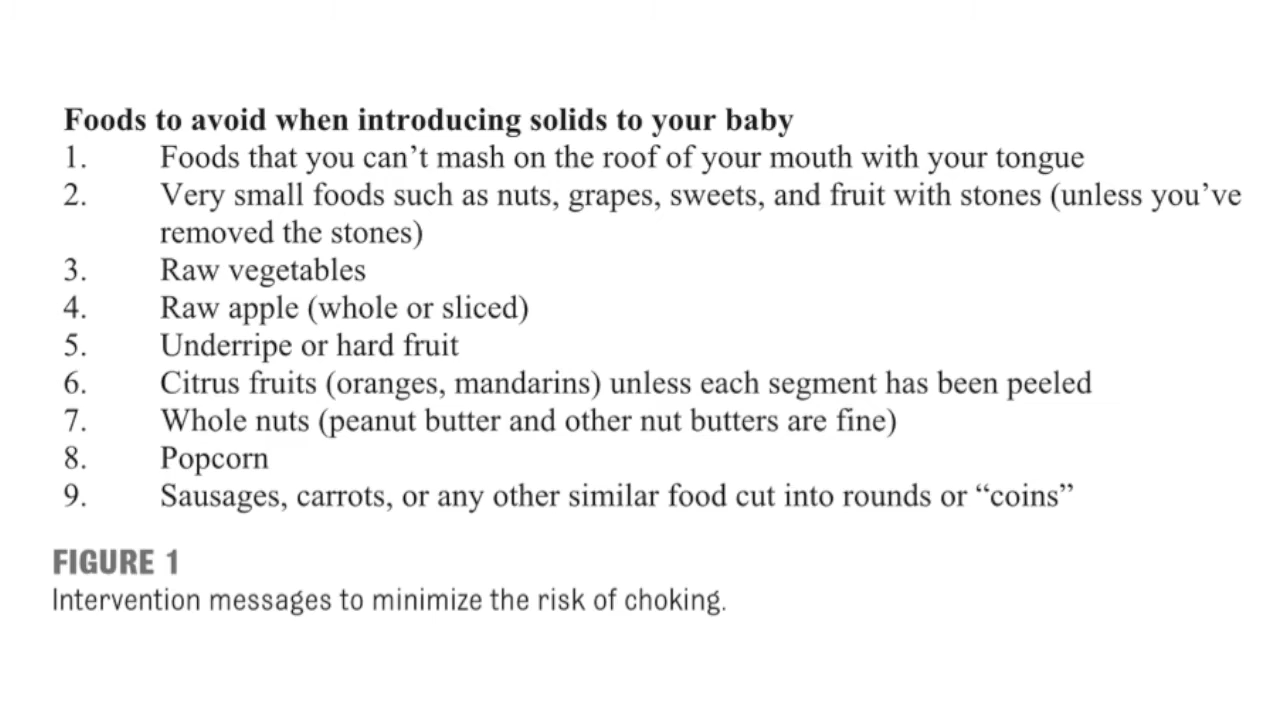 Foods to avoid when introducing solids to your baby
1. Foods that you can’t mash on the roof of your mouth with your tongue
2. Very small foods such as nuts, grapes, sweets, and fruit with stones (unless you’ve
removed the stones)
3. Raw vegetables
4. Raw apple (whole or sliced)
5. Underripe or hard fruit
6. Citrus fruits (oranges, mandarins) unless each segment has been peeled
7. Whole nuts (peanut butter and other nut butters are fine)
8. Popcorn
9. Sausages, carrots, or any other similar food cut into rounds or “coins”
FIGURE 1
Intervention messages to minimize the risk of choking.